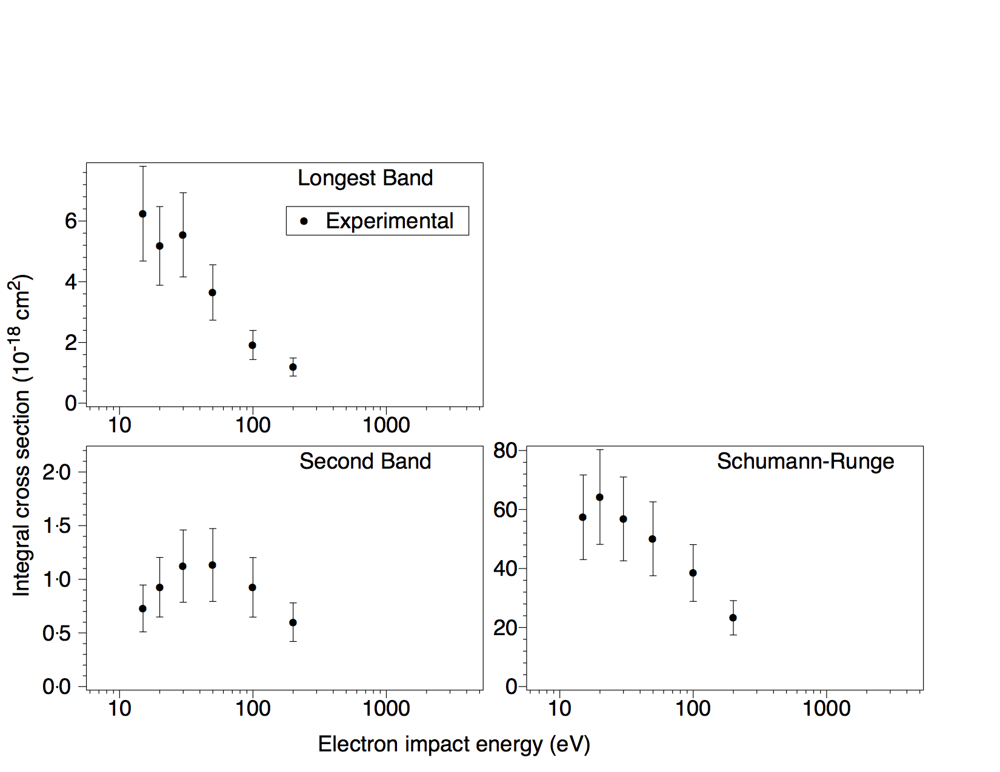 Longest Band
Experimental
6
4
2
0
10 100 1000
Integral cross section (10-18 cm2)
Second Band
2·0
1·5
1·0
0·5
0·0
10 100 1000
Schumann-Runge
80
60
40
20
0
10 100 1000
Electron impact energy (eV)